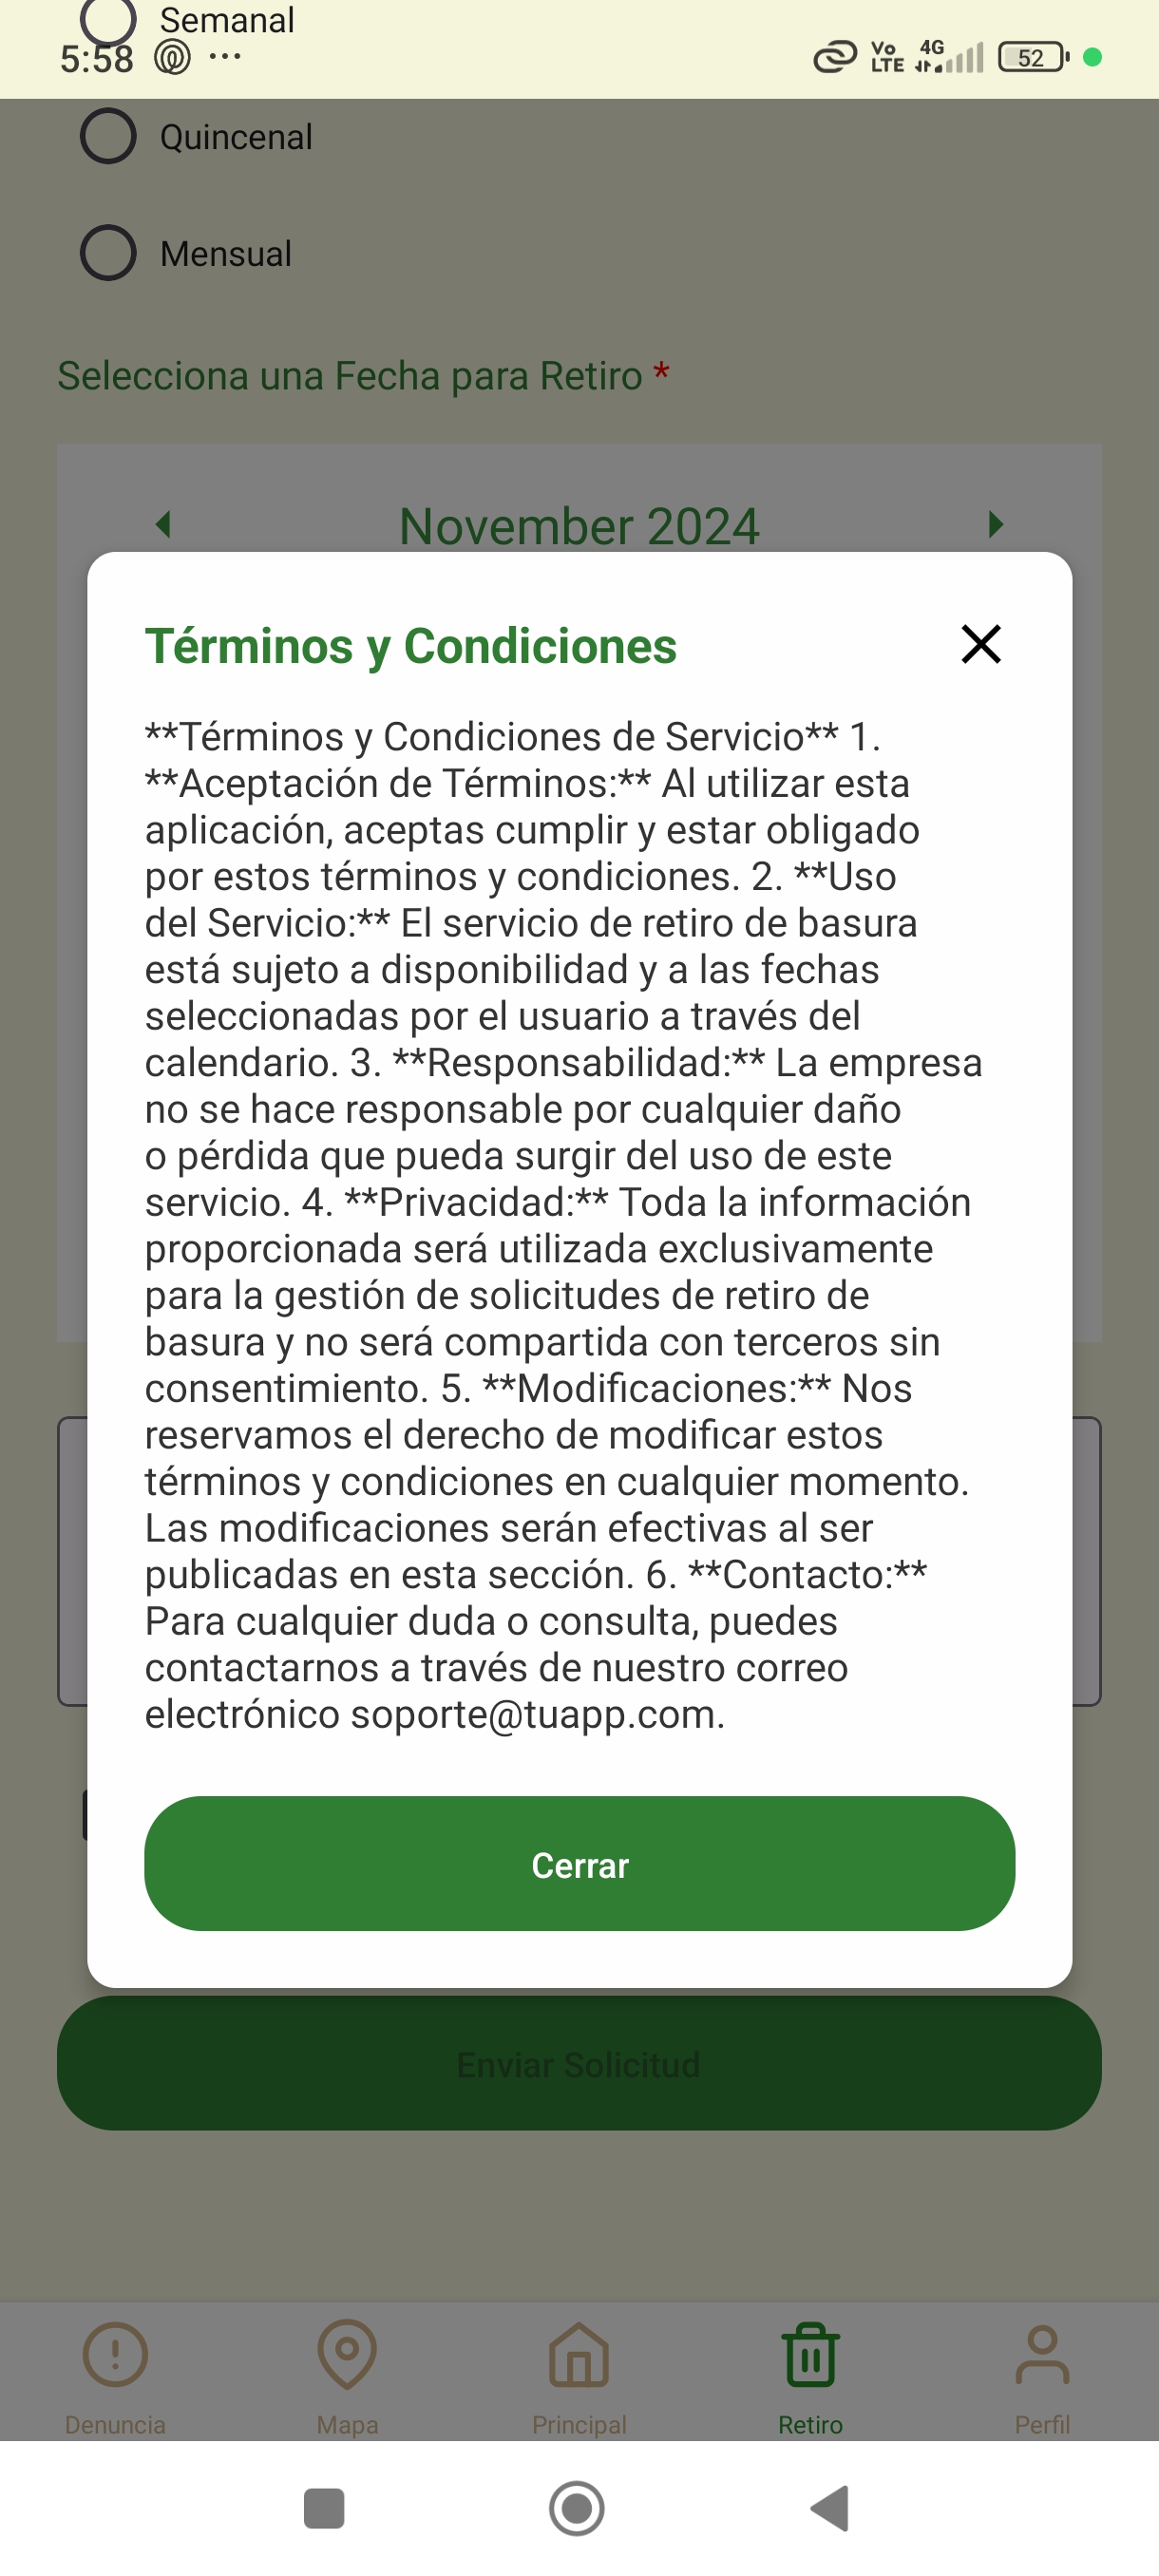 Semanal
5:58 ... Vo LTE 4G 52
Quincenal
Mensual
Selecciona una Fecha para Retiro *
November 2024
Términos y Condiciones
**Términos y Condiciones de Servicio** 1.
**Aceptación de Términos:** Al utilizar esta
aplicación, aceptas cumplir y estar obligado
por estos términos y condiciones. 2. **Uso
del Servicio:** El servicio de retiro de basura
está sujeto a disponibilidad y a las fechas
seleccionadas por el usuario a través del
calendario. 3. **Responsabilidad:** La empresa
no se hace responsable por cualquier daño
o pérdida que pueda surgir del uso de este
servicio. 4. **Privacidad:** Toda la información
proporcionada será utilizada exclusivamente
para la gestión de solicitudes de retiro de
basura y no será compartida con terceros sin
consentimiento. 5. **Modificaciones:** Nos
reservamos el derecho de modificar estos
términos y condiciones en cualquier momento.
Las modificaciones serán efectivas al ser
publicadas en esta sección. 6. **Contacto:**
Para cualquier duda o consulta, puedes
contactarnos a través de nuestro correo
electrónico soporte@tuapp.com.
Cerrar
Enviar Solicitud
Denuncia Mapa Principal Retiro Perfil